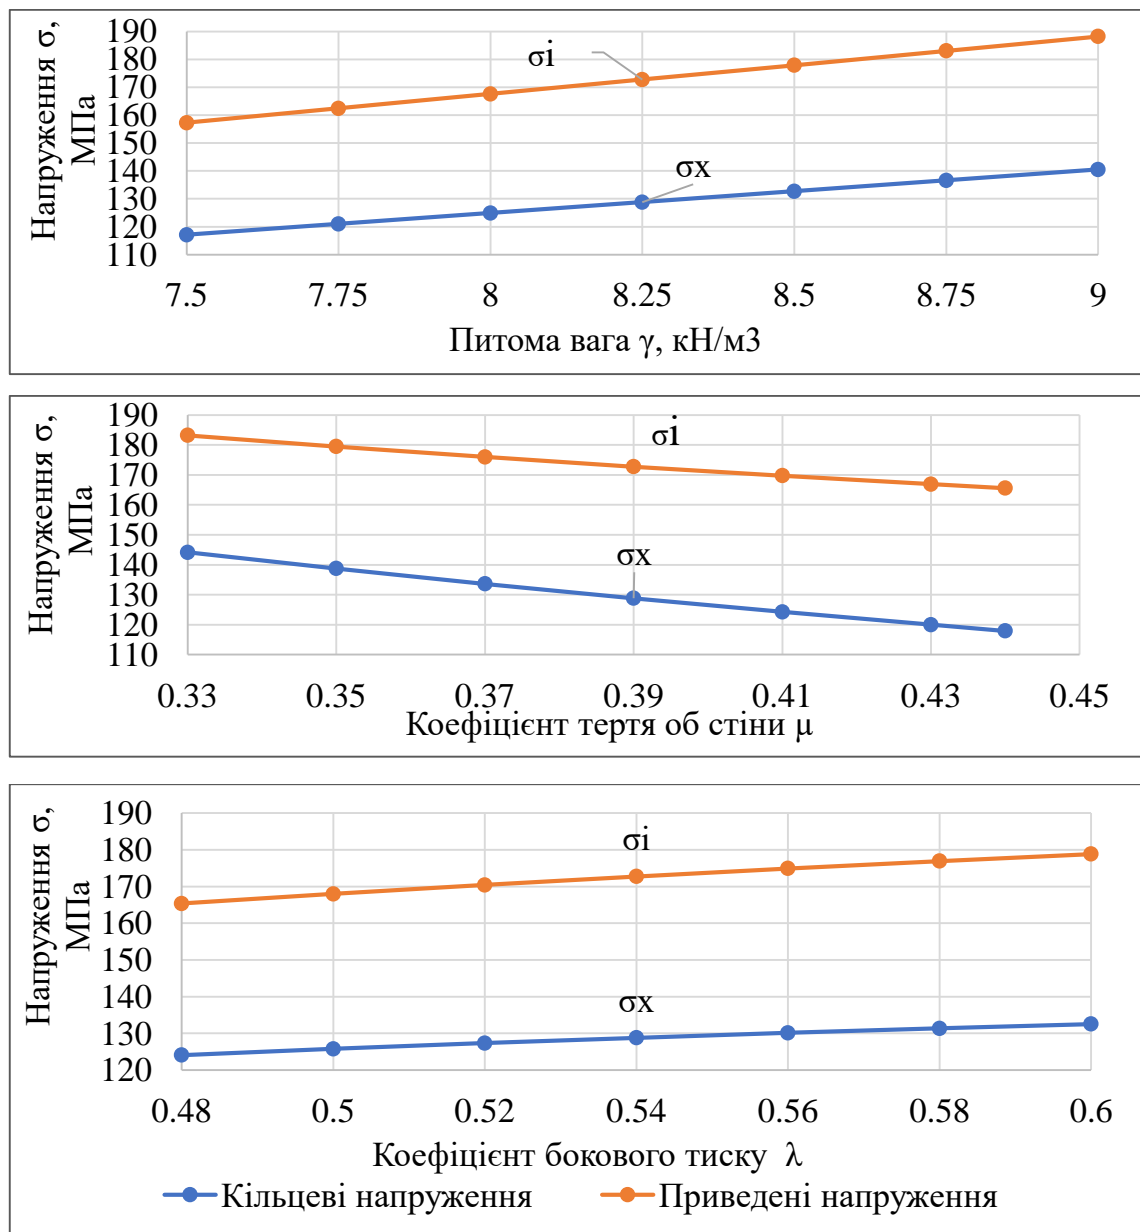 Напруження σ,
МПа
190
180
170
160
150
140
130
120
110
σi
σx
7.5 7.75 8 8.25 8.5 8.75 9
Питома вага γ, кН/м3
Напруження σ,
МПа
190
180
170
160
150
140
130
120
110
σi
σx
0.33 0.35 0.37 0.39 0.41 0.43 0.45
Коефіцієнт тертя об стіни μ
Напруження σ,
МПа
190
180
170
160
150
140
130
120
σi
σx
0.48 0.5 0.52 0.54 0.56 0.58 0.6
Коефіцієнт бокового тиску λ
Кільцеві напруження Приведені напруження